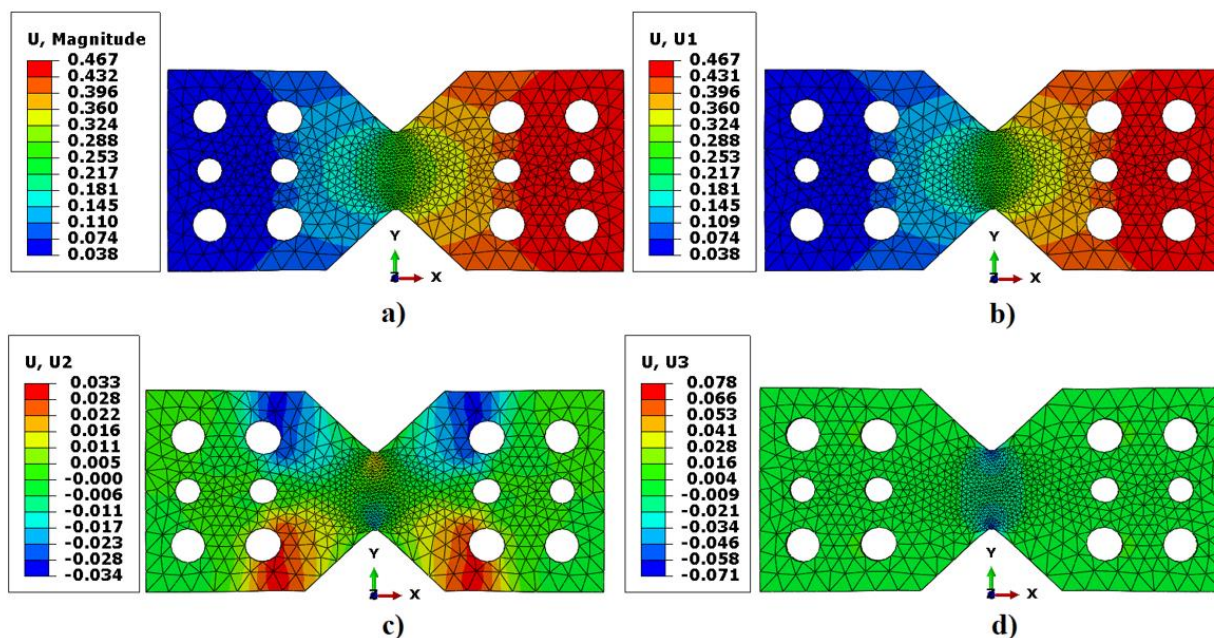 U, Magnitude
0.467
0.432
0.396
0.360
0.324
0.288
0.253
0.217
0.181
0.145
0.110
0.074
0.038
Y
X
Z
a)
U, U1
0.467
0.431
0.396
0.360
0.324
0.288
0.253
0.217
0.181
0.145
0.109
0.074
0.038
Y
X
Z
b)
U, U2
0.033
0.028
0.022
0.016
0.011
0.005
-0.000
-0.006
-0.011
-0.017
-0.023
-0.028
-0.034
Y
X
Z
c)
U, U3
0.078
0.066
0.053
0.041
0.028
0.016
0.004
-0.009
-0.021
-0.034
-0.046
-0.058
-0.071
Y
X
Z
d)